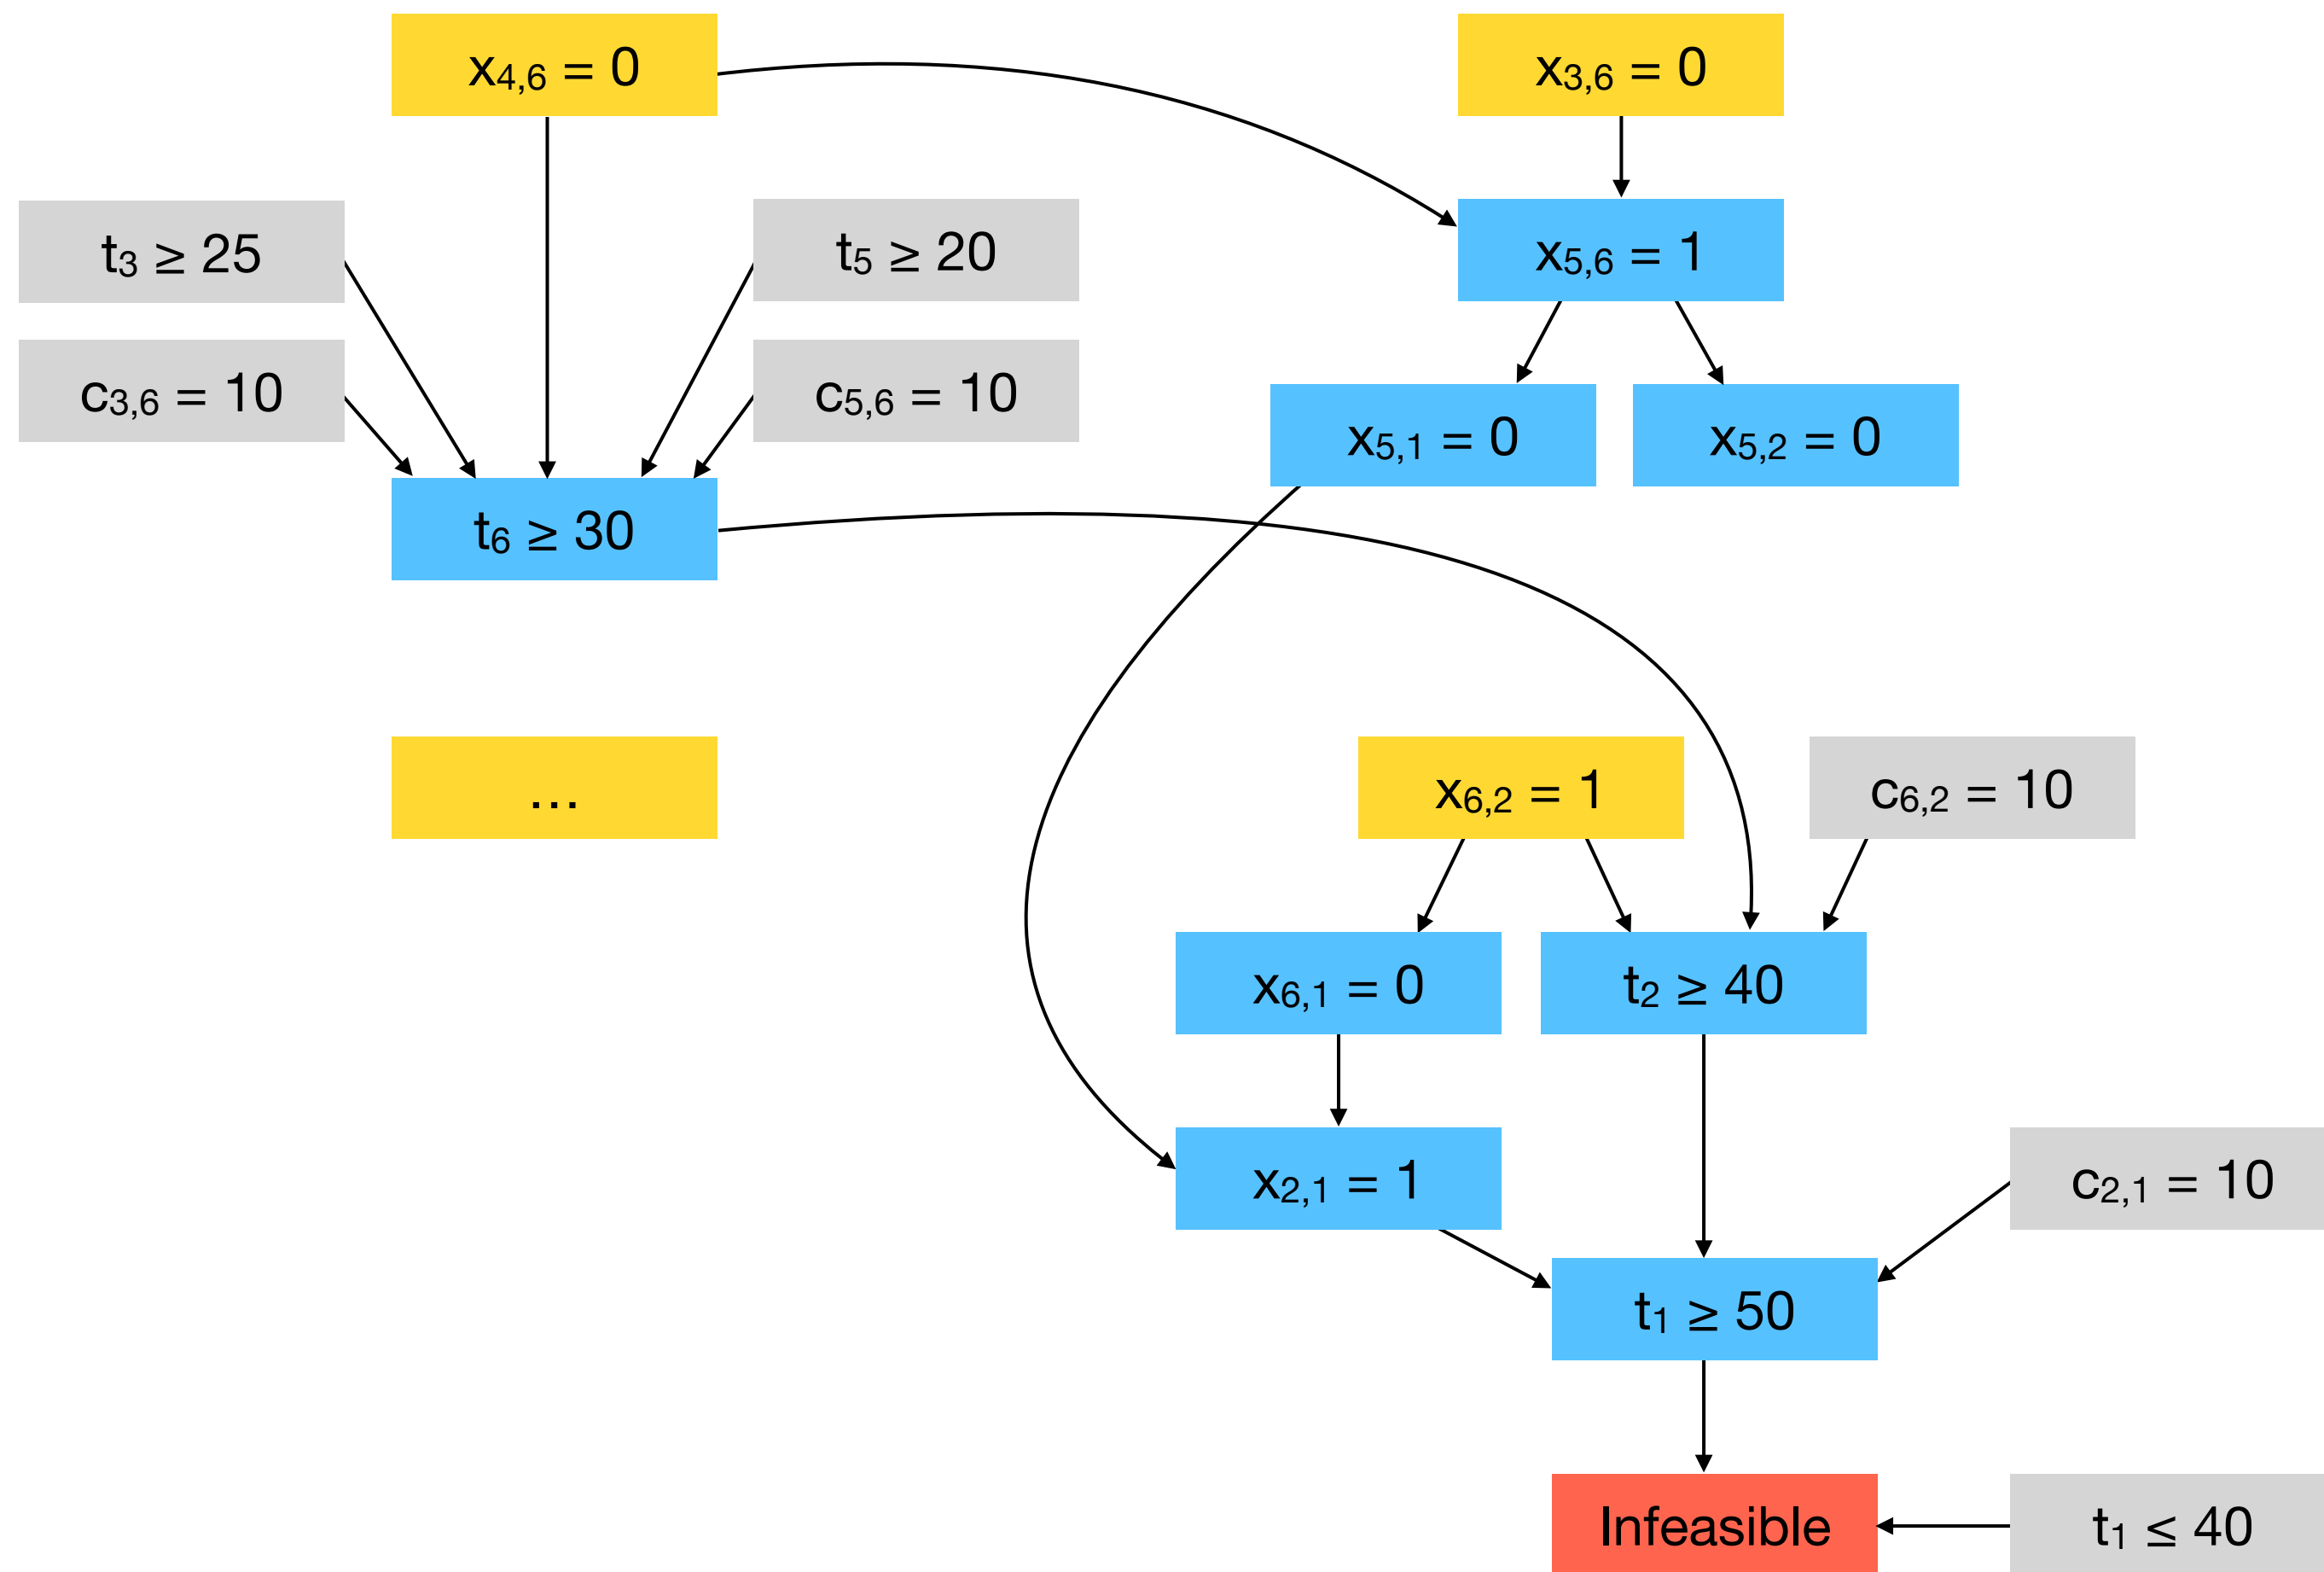 x4,6 = 0
x3,6 = 0
t3 ≥ 25
t5 ≥ 20
x5,6 = 1
c3,6 = 10
c5,6 = 10
x5,1 = 0
x5,2 = 0
t6 ≥ 30
...
x6,2 = 1
c6,2 = 10
x6,1 = 0
t2 ≥ 40
x2,1 = 1
c2,1 = 10
t1 ≥ 50
Infeasible
t1 ≤ 40